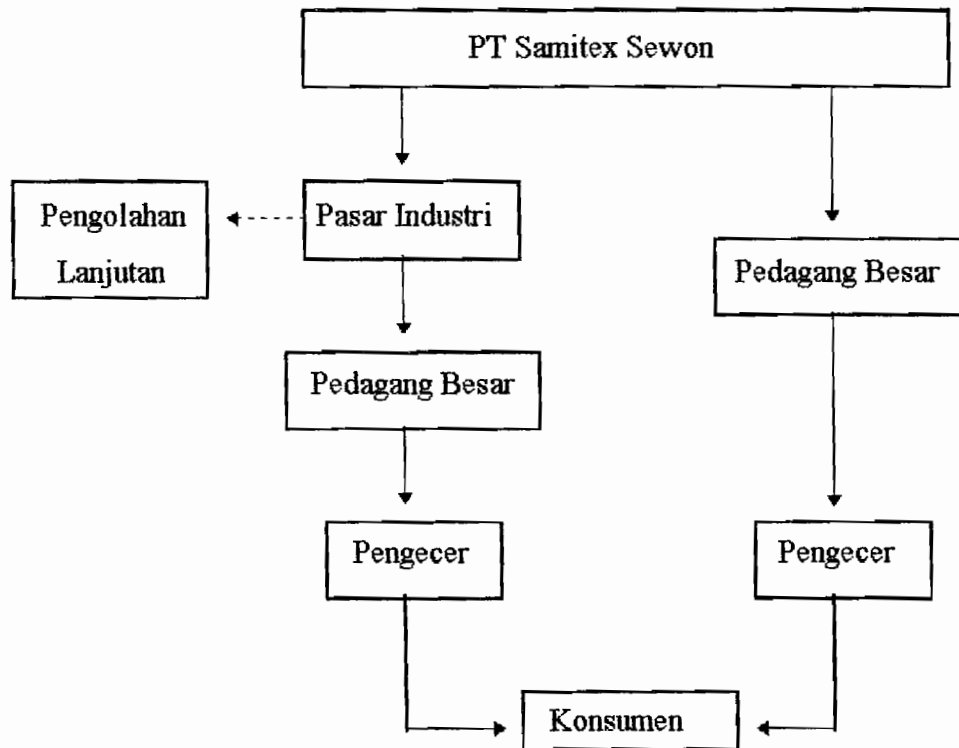 PT Samitex Sewon
Pengolahan
Lanjutan
Pasar Industri
Pedagang Besar
Pedagang Besar
Pengecer
Pengecer
Konsumen